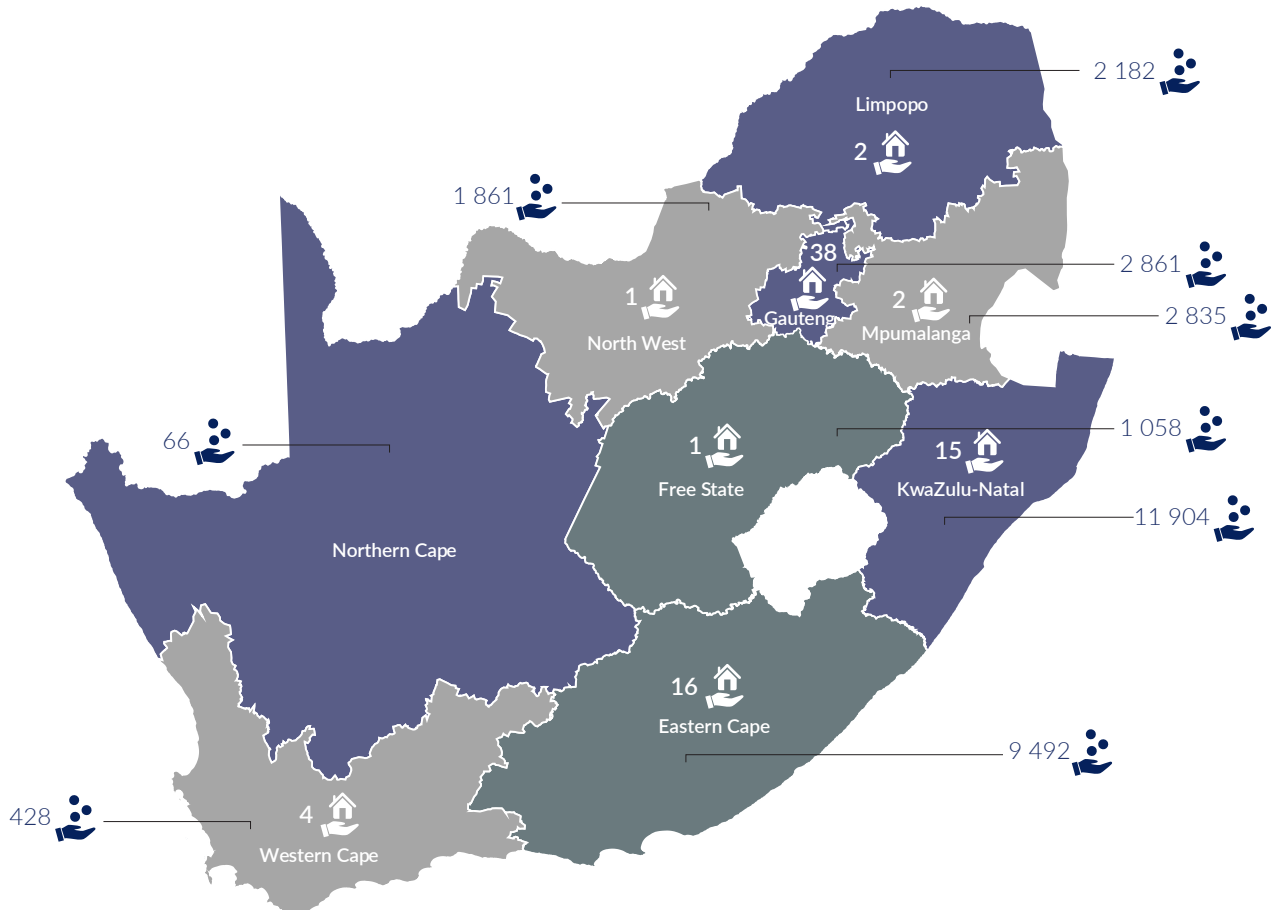 2 182
Limpopo
2
1 861
38
2 861
1
2
Gauteng
2 835
Mpumalanga
North West
1 058
66
1
15
Free State
KwaZulu-Natal
11 904
Northern Cape
16
Eastern Cape
9 492
428
4
Western Cape